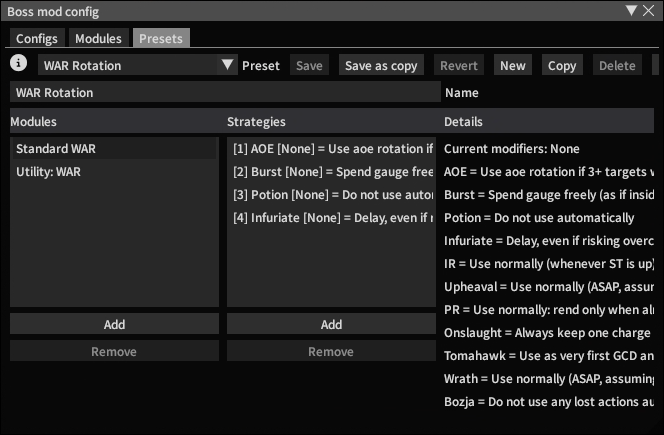 Boss mod config
Configs Modules Presets
WAR Rotation Preset Save Save as copy Revert New Copy Delete
WAR Rotation Name
Modules Strategies Details
Standard WAR
Utility: WAR
Add
Remove
[1] AOE [None] = Use aoe rotation if
[2] Burst [None] = Spend gauge free
[3] Potion [None] = Do not use auto
[4] Infuriate [None] = Delay, even if
Add
Remove
Current modifiers: None
AOE = Use aoe rotation if 3+ targets
Burst = Spend gauge freely (as if insid
Potion = Do not use automatically
Infuriate = Delay, even if risking overc
IR = Use normally (whenever ST is up)
Upheaval = Use normally (ASAP, assu
PR = Use normally: rend only when al
Onslaught = Always keep one charge
Tomahawk = Use as very first GCD an
Wrath = Use normally (ASAP, assuming
Bozja = Do not use any lost actions au